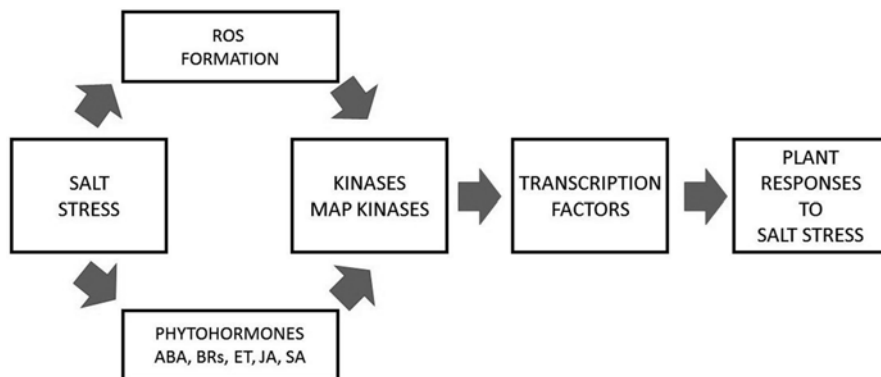 ROS
FORMATION
SALT
STRESS
KINASES
MAP KINASES
TRANSCRIPTION
FACTORS
PLANT
RESPONSES
TO
SALT STRESS
PHYTOHORMONES
ABA, BRs, ET, JA, SA